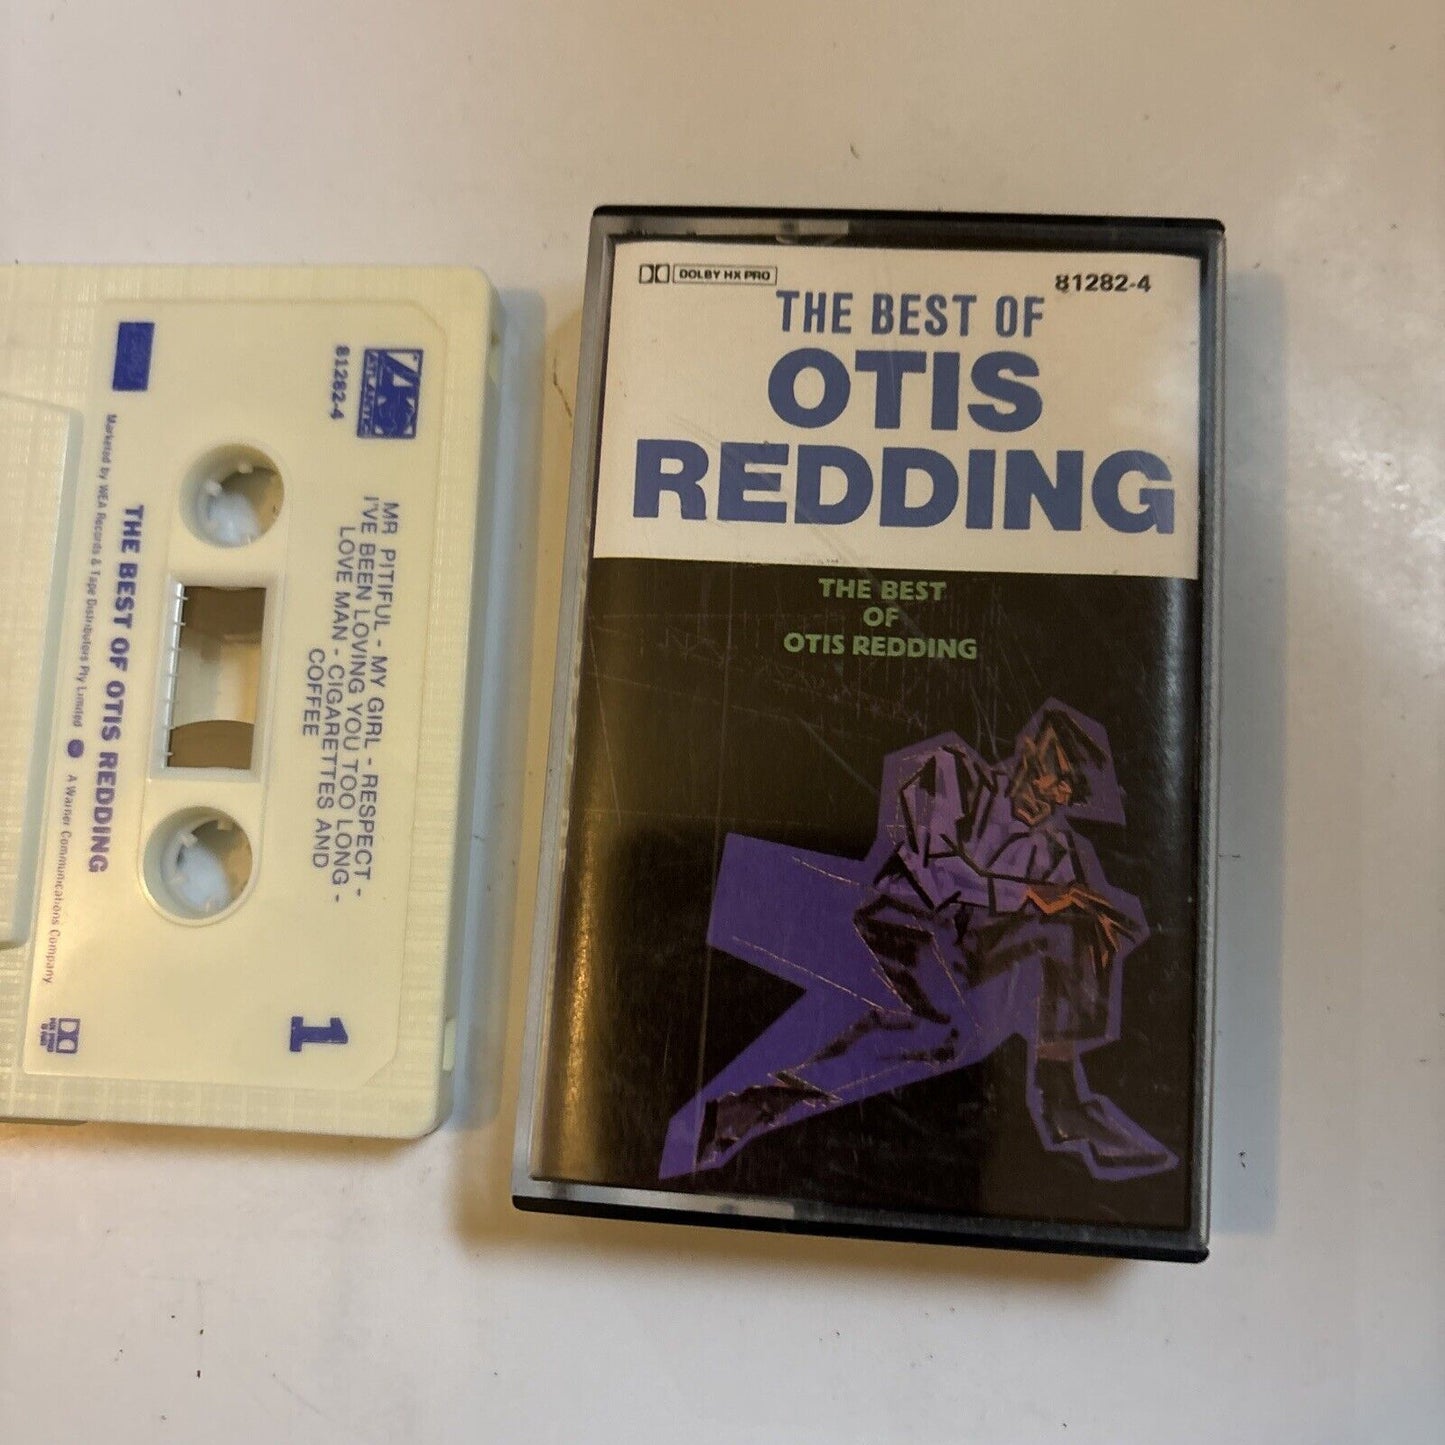 81282-4
ATLANTIC
MR PITIFUL - MY GIRL - RESPECT -
I'VE BEEN LOVING YOU TOO LONG -
LOVE MAN - CIGARETTES AND
COFFEE
1
THE BEST OF OTIS REDDING
Marketed by WEA Records & Tape Distributors Pty Limited A Warner Communications Company
DOLBY HX PRO
81282-4
THE BEST OF
OTIS
REDDING
THE BEST
OF
OTIS REDDING